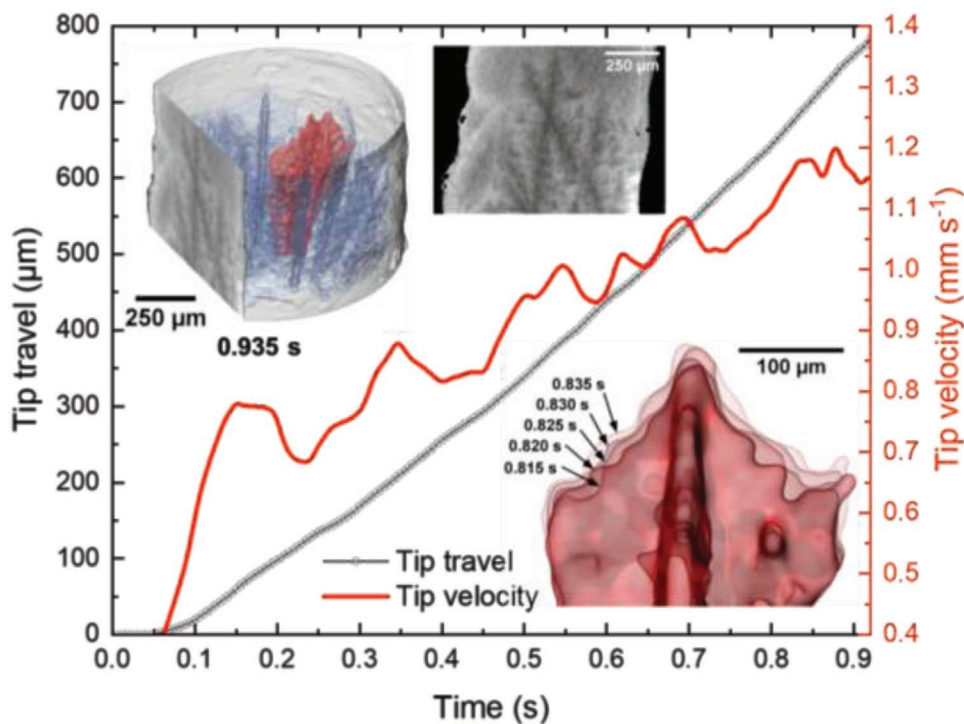 800
700
600
500
400
300
200
100
0
Tip travel (µm)
250 µm
0.935 s
250 µm
100 µm
0.835 s
0.830 s
0.825 s
0.820 s
0.815 s
Tip travel
Tip velocity
1.4
1.3
1.2
1.1
1.0
0.9
0.8
0.7
0.6
0.5
0.4
Tip velocity (mm s⁻¹)
0.0 0.1 0.2 0.3 0.4 0.5 0.6 0.7 0.8 0.9
Time (s)